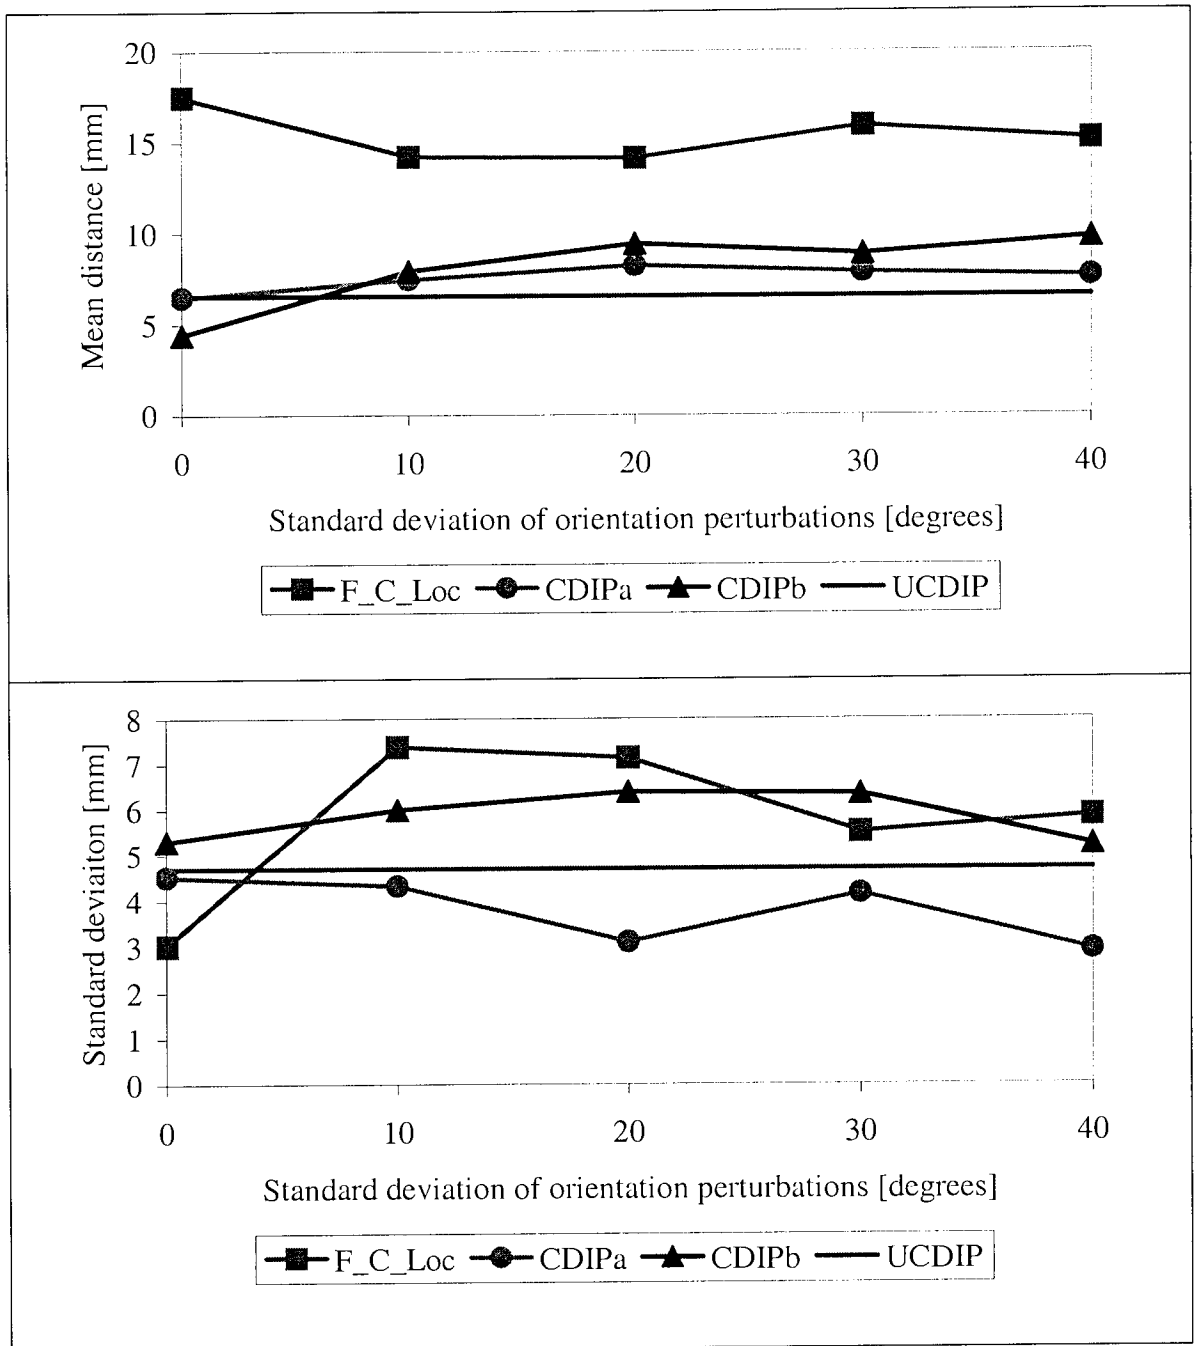 20
15
10
5
0
Mean distance [mm]
0 10 20 30 40
Standard deviation of orientation perturbations [degrees]
F_C_Loc CDIPa CDIPb UCDIP
8
7
6
5
4
3
2
1
0
Standard deviaiton [mm]
0 10 20 30 40
Standard deviation of orientation perturbations [degrees]
F_C_Loc CDIPa CDIPb UCDIP